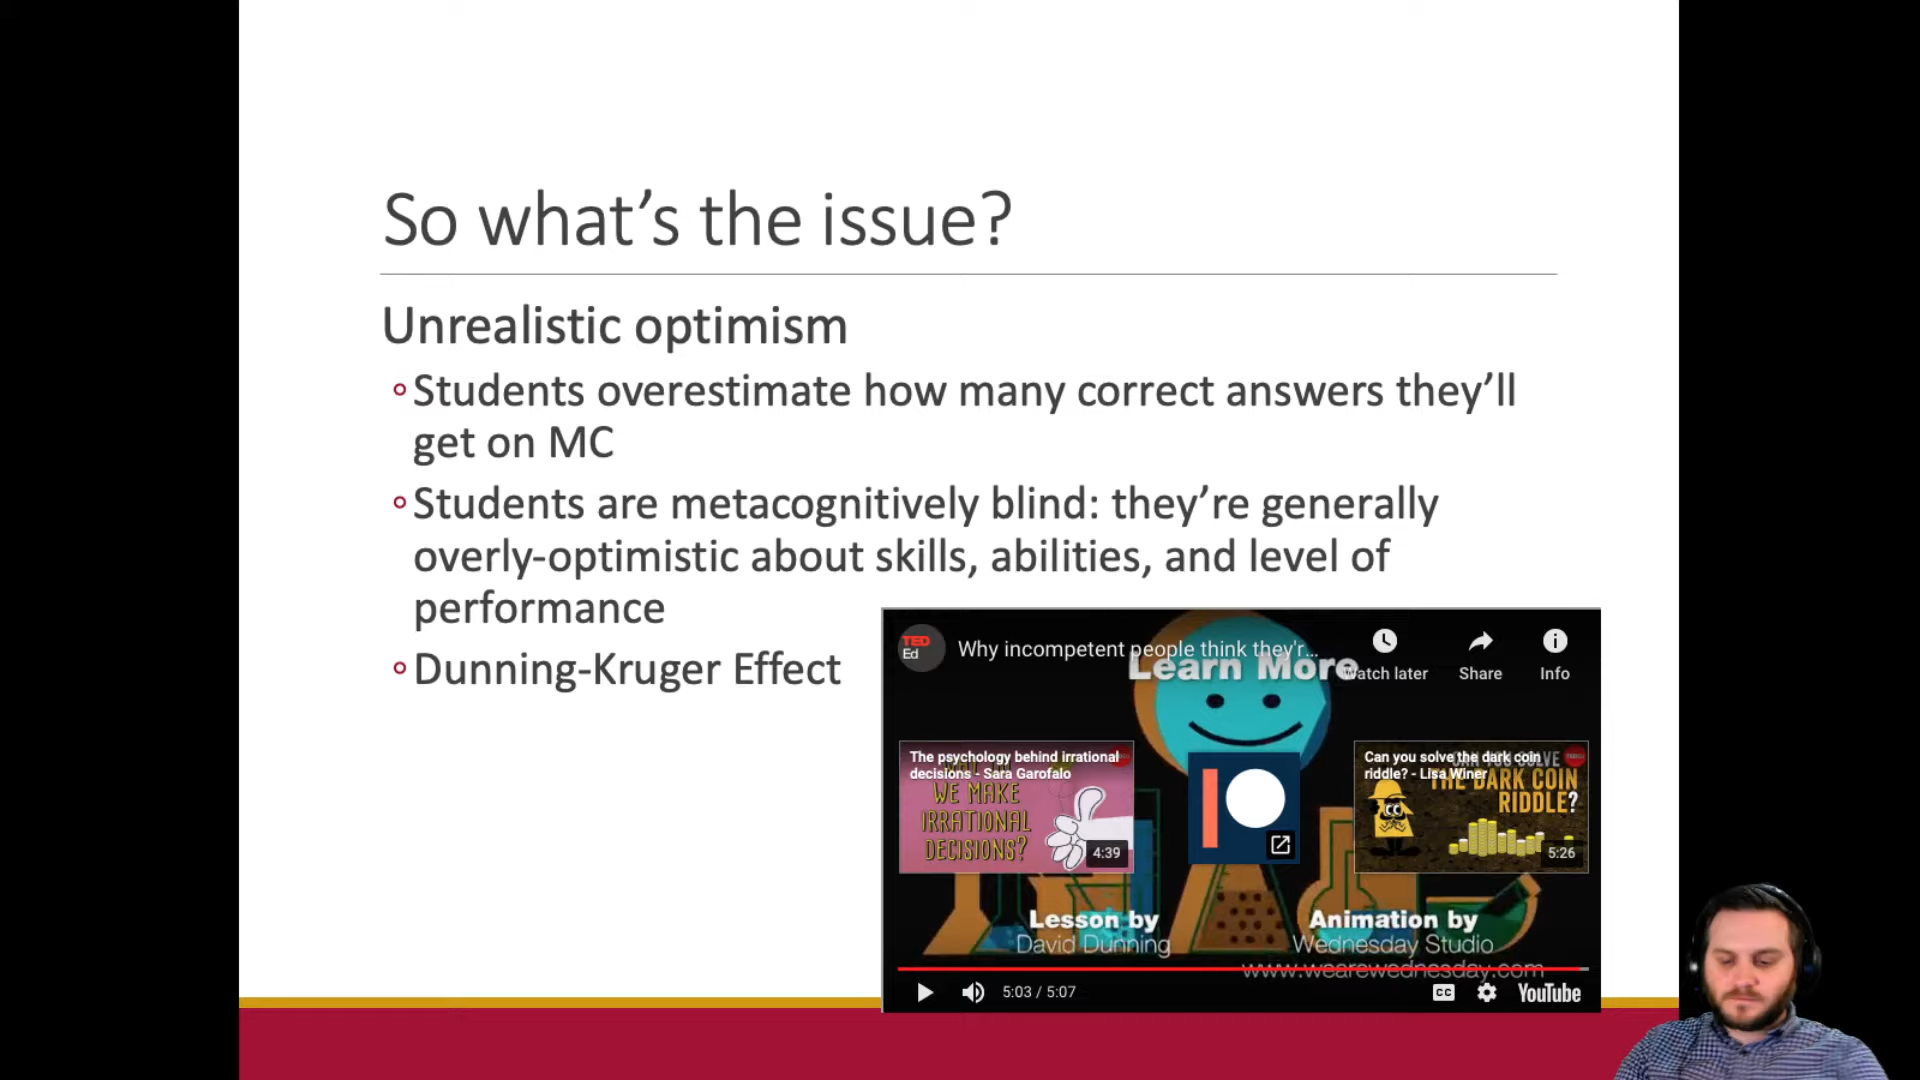 So what's the issue?
Unrealistic optimism
◦Students overestimate how many correct answers they'll
get on MC
◦Students are metacognitively blind: they're generally
overly-optimistic about skills, abilities, and level of
performance
◦Dunning-Kruger Effect
TED
Ed
Why incompetent people think they'r...
Learn More
Watch later
Share
Info
The psychology behind irrational
decisions - Sara Garofalo
WE MAKE
IRRATIONAL
DECISIONS?
4:39
Can you solve the dark coin
riddle? - Lisa Winer
CAN YOU SOLVE
THE DARK COIN
RIDDLE?
5:26
Lesson by
David Dunning
Animation by
Wednesday Studio
www.wearewednesday.com
5:03 / 5:07
CC
YouTube